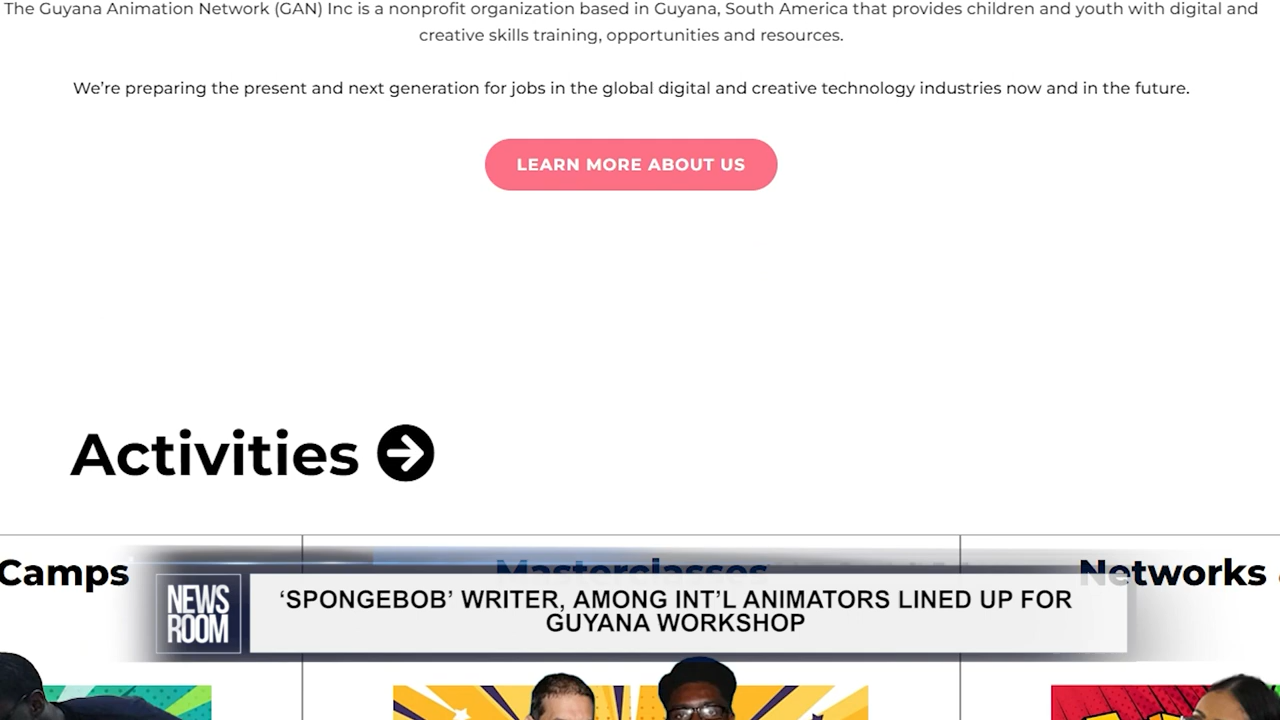 The Guyana Animation Network (GAN) Inc is a nonprofit organization based in Guyana, South America that provides children and youth with digital and
creative skills training, opportunities and resources.
We’re preparing the present and next generation for jobs in the global digital and creative technology industries now and in the future.
LEARN MORE ABOUT US
Activities
Camps
Masterclasses
Networks
NEWS
ROOM
‘SPONGEBOB’ WRITER, AMONG INT’L ANIMATORS LINED UP FOR
GUYANA WORKSHOP